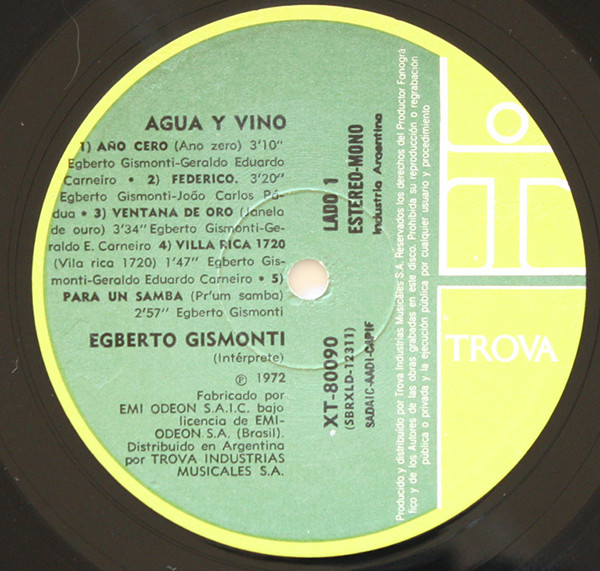 AGUA Y VINO
1) AÑO CERO (Ano zero) 3'10"
Egberto Gismonti-Geraldo Eduardo
Carneiro • 2) FEDERICO. 3'20"
Egberto Gismonti-João Carlos Pá-
dua • 3) VENTANA DE ORO (Janela
de ouro) 3'34" Egberto Gismonti-Ge-
raldo E. Carneiro 4) VILLA RICA 1720
(Vila rica 1720) 1'47" Egberto Gis-
monti-Geraldo Eduardo Carneiro • 5)
PARA UN SAMBA (Pr'um samba)
2'57" Egberto Gismonti
EGBERTO GISMONTI
(Intérprete)
℗ 1972
Fabricado por
EMI ODEON S.A.I.C. bajo
licencia de EMI-
ODEON S.A. (Brasil).
Distribuido en Argentina
por TROVA INDUSTRIAS
MUSICALES S.A.
LADO 1
ESTEREO-MONO
Industria Argentina
XT-80090
(SBRXLD-12311)
SADAIC-AADI-CAPIF
Producido y distribuído por Trova Industrias Musicales S.A. Reservados los derechos del Productor Fonográ
fico y de los Autores de las obras grabadas en este disco. Prohibida su reproducción o regrabación
pública o privada y la ejecución pública por cualquier usuario y procedimiento
TROVA